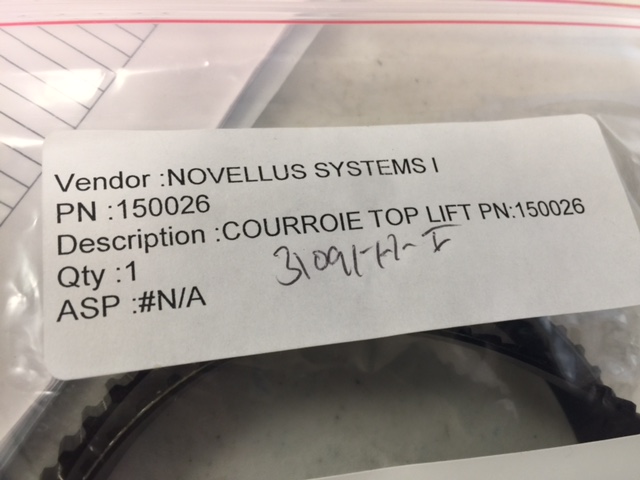 Vendor :NOVELLUS SYSTEMS I
PN :150026
Description :COURROIE TOP LIFT PN:150026
Qty :1
ASP :#N/A